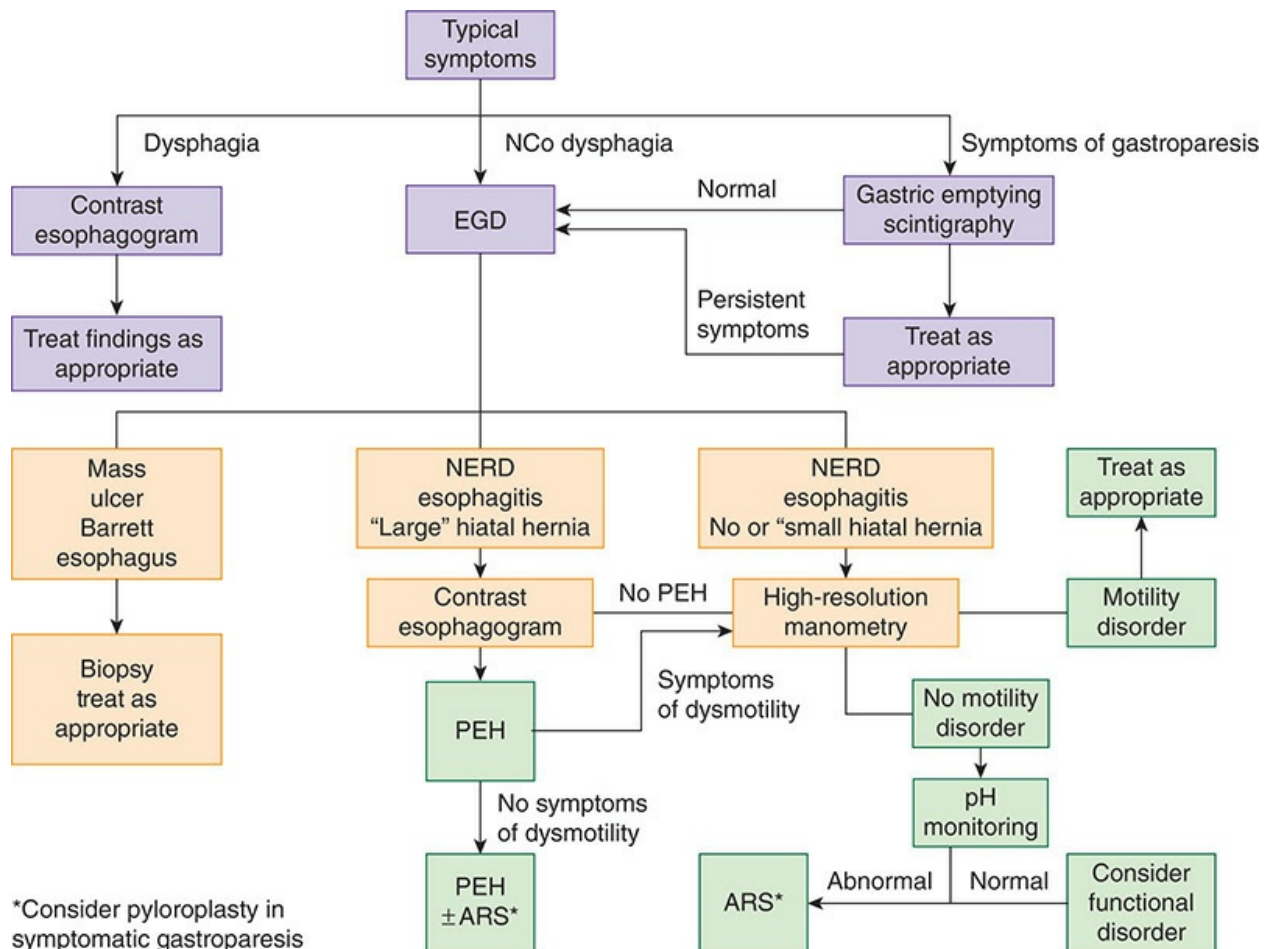 Typical
symptoms
Dysphagia
NCo dysphagia
Symptoms of gastroparesis
Contrast
esophagogram
EGD
Normal
Gastric emptying
scintigraphy
Treat findings as
appropriate
Persistent
symptoms
Treat as
appropriate
Mass
ulcer
Barrett
esophagus
NERD
esophagitis
“Large” hiatal hernia
NERD
esophagitis
No or “small hiatal hernia
Treat as
appropriate
Contrast
esophagogram
No PEH
High-resolution
manometry
Motility
disorder
Biopsy
treat as
appropriate
PEH
Symptoms
of dysmotility
No motility
disorder
No symptoms
of dysmotility
pH
monitoring
PEH
±ARS*
ARS*
Abnormal
Normal
Consider
functional
disorder
*Consider pyloroplasty in
symptomatic gastroparesis